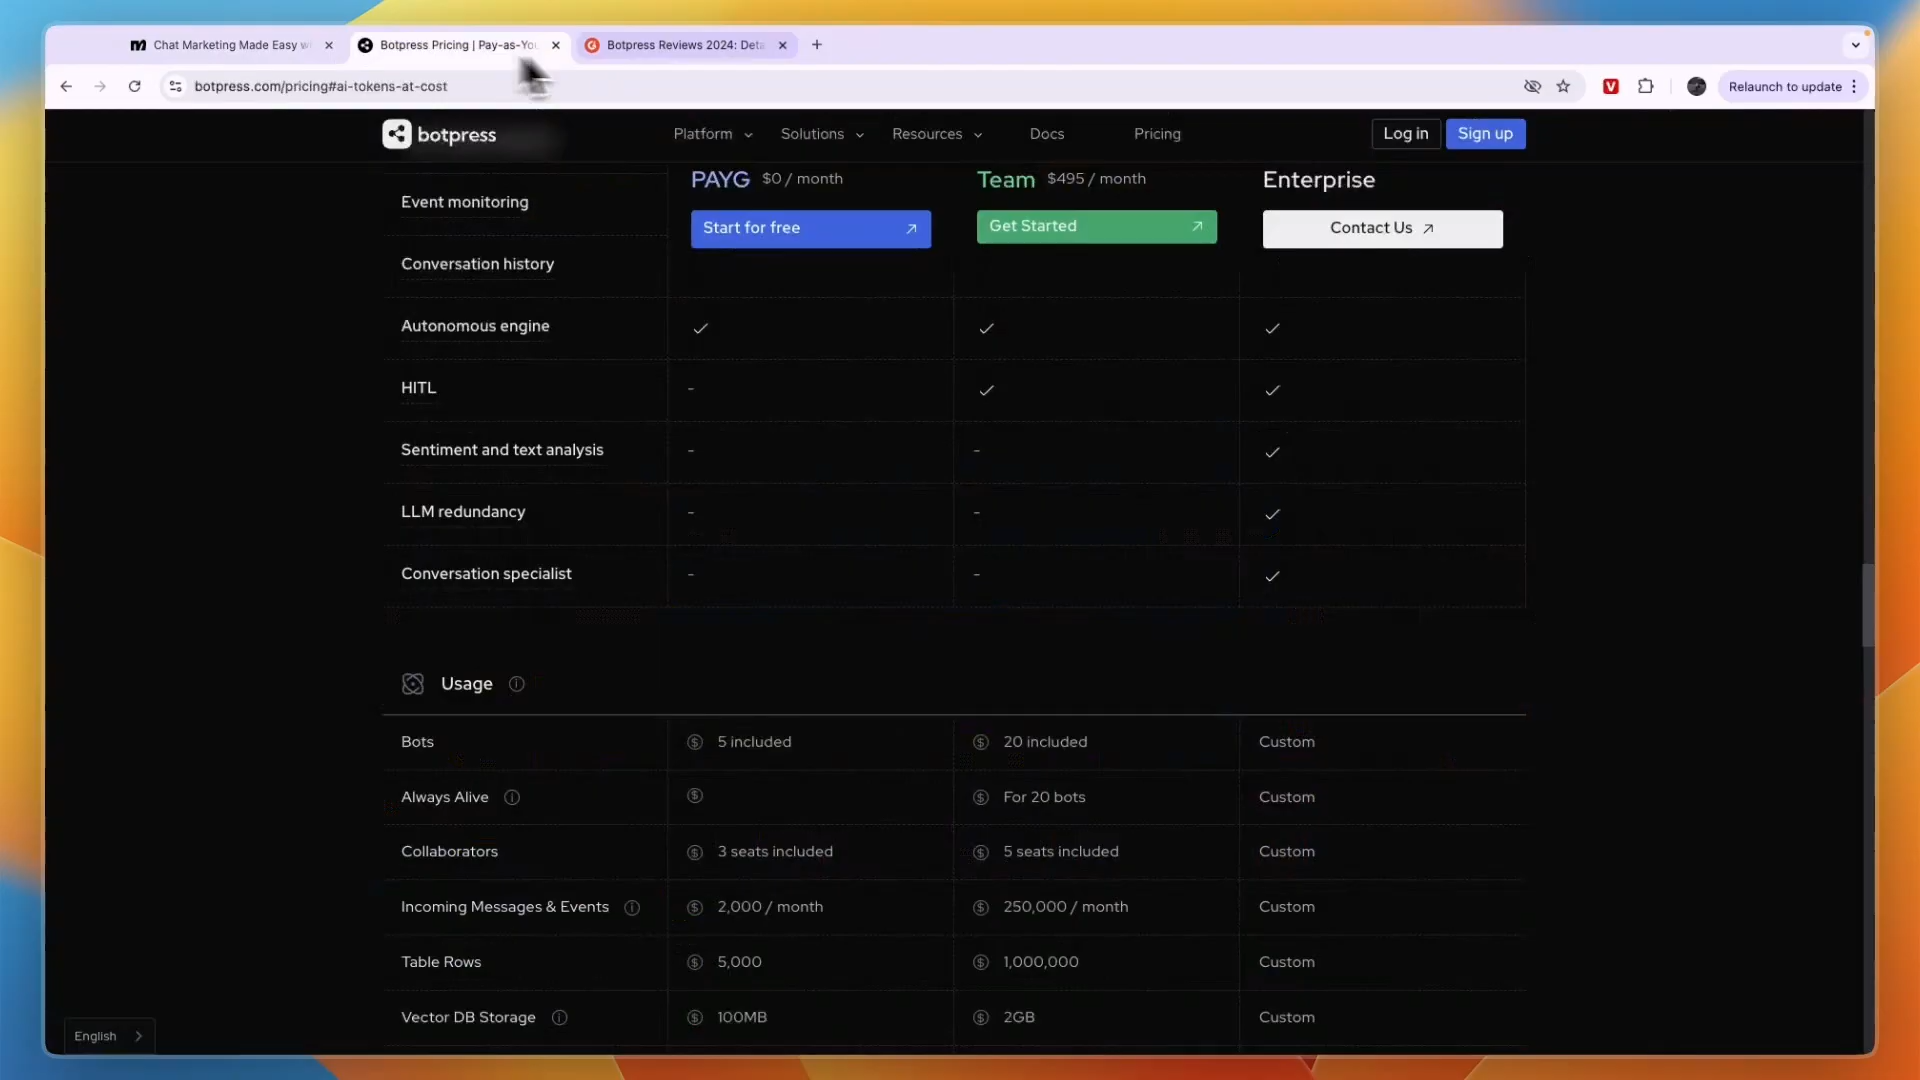 Chat Marketing Made Easy w
Botpress Pricing | Pay-as-You
Botpress Reviews 2024: Deta
botpress.com/pricing#ai-tokens-at-cost
Relaunch to update
botpress
Platform
Solutions
Resources
Docs
Pricing
Log in
Sign up
PAYG $0 / month
Team $495 / month
Enterprise
Event monitoring
Start for free
Get Started
Contact Us
Conversation history
Autonomous engine
HITL -
Sentiment and text analysis - -
LLM redundancy - -
Conversation specialist - -
Usage
Bots 5 included 20 included Custom
Always Alive For 20 bots Custom
Collaborators 3 seats included 5 seats included Custom
Incoming Messages & Events 2,000 / month 250,000 / month Custom
Table Rows 5,000 1,000,000 Custom
Vector DB Storage 100MB 2GB Custom
English